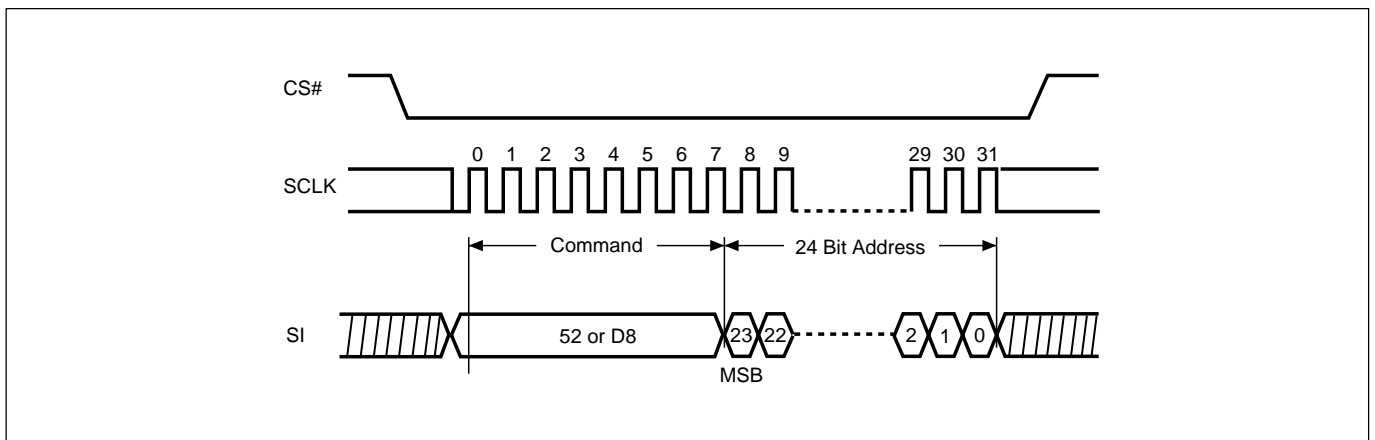 CS#
0 1 2 3 4 5 6 7 8 9 29 30 31
SCLK
Command 24 Bit Address
SI 52 or D8 23 22 2 1 0
MSB